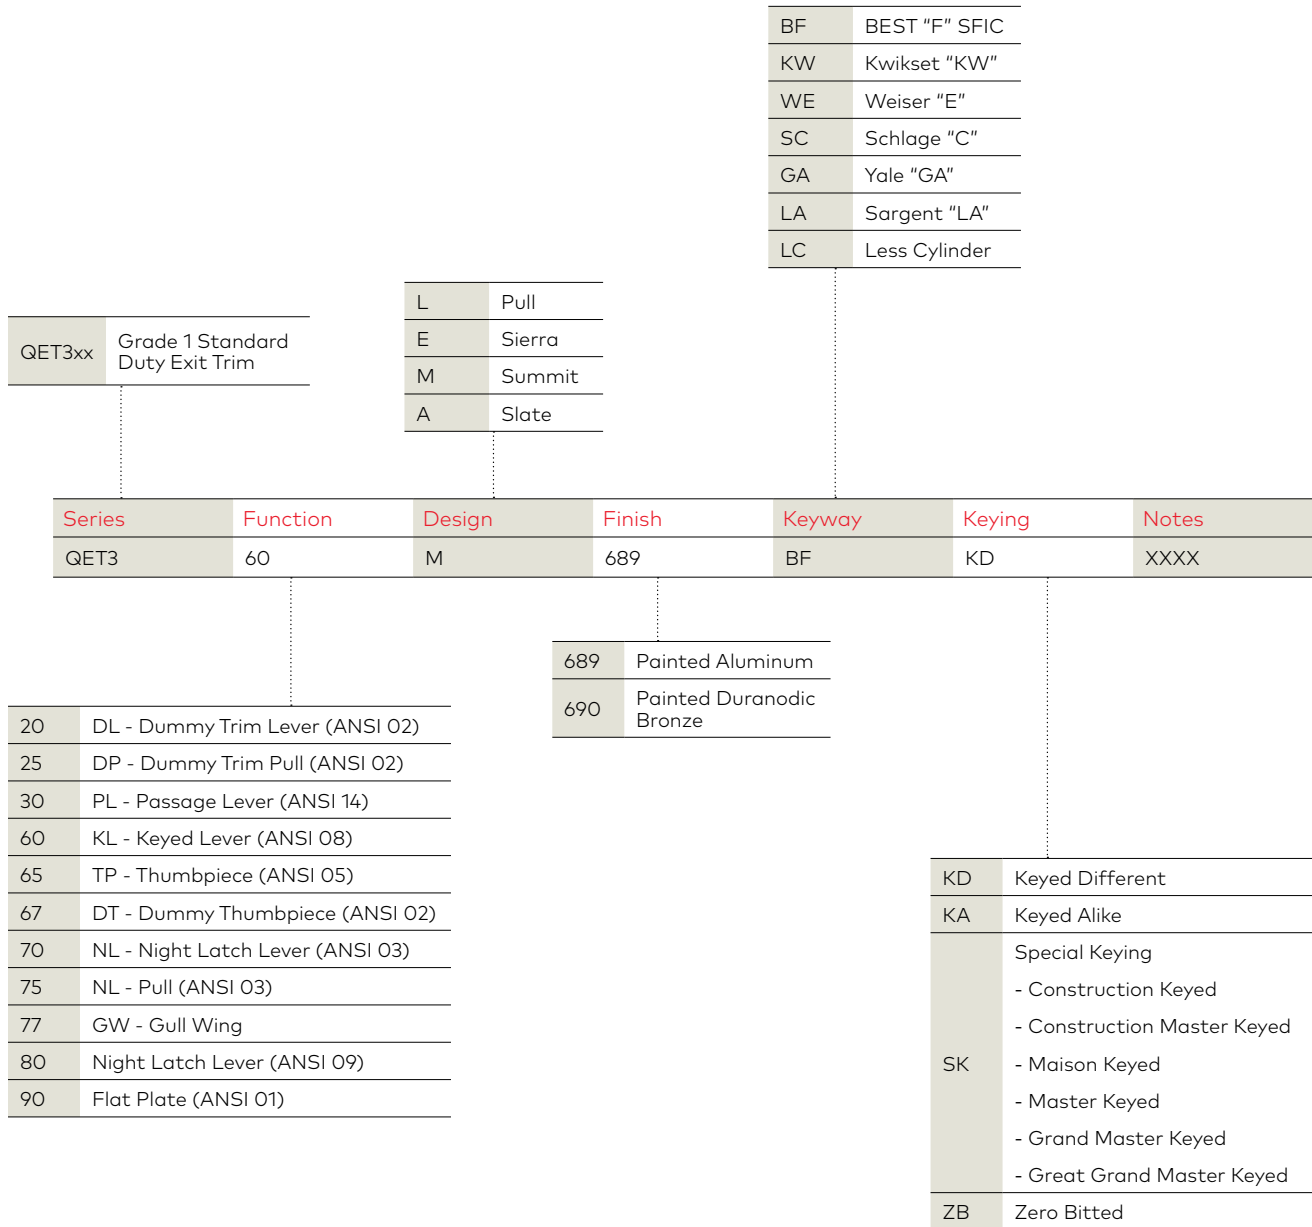 BF BEST “F” SFIC
KW Kwikset “KW”
WE Weiser “E”
SC Schlage “C”
GA Yale “GA”
LA Sargent “LA”
LC Less Cylinder
L Pull
E Sierra
M Summit
A Slate
QET3xx Grade 1 Standard
Duty Exit Trim
Series Function Design Finish Keyway Keying Notes
QET3 60 M 689 BF KD XXXX
689 Painted Aluminum
690 Painted Duranodic
Bronze
20 DL - Dummy Trim Lever (ANSI 02)
25 DP - Dummy Trim Pull (ANSI 02)
30 PL - Passage Lever (ANSI 14)
60 KL - Keyed Lever (ANSI 08)
65 TP - Thumbpiece (ANSI 05)
67 DT - Dummy Thumbpiece (ANSI 02)
70 NL - Night Latch Lever (ANSI 03)
75 NL - Pull (ANSI 03)
77 GW - Gull Wing
80 Night Latch Lever (ANSI 09)
90 Flat Plate (ANSI 01)
KD Keyed Different
KA Keyed Alike
SK Special Keying
- Construction Keyed
- Construction Master Keyed
- Maison Keyed
- Master Keyed
- Grand Master Keyed
- Great Grand Master Keyed
ZB Zero Bitted